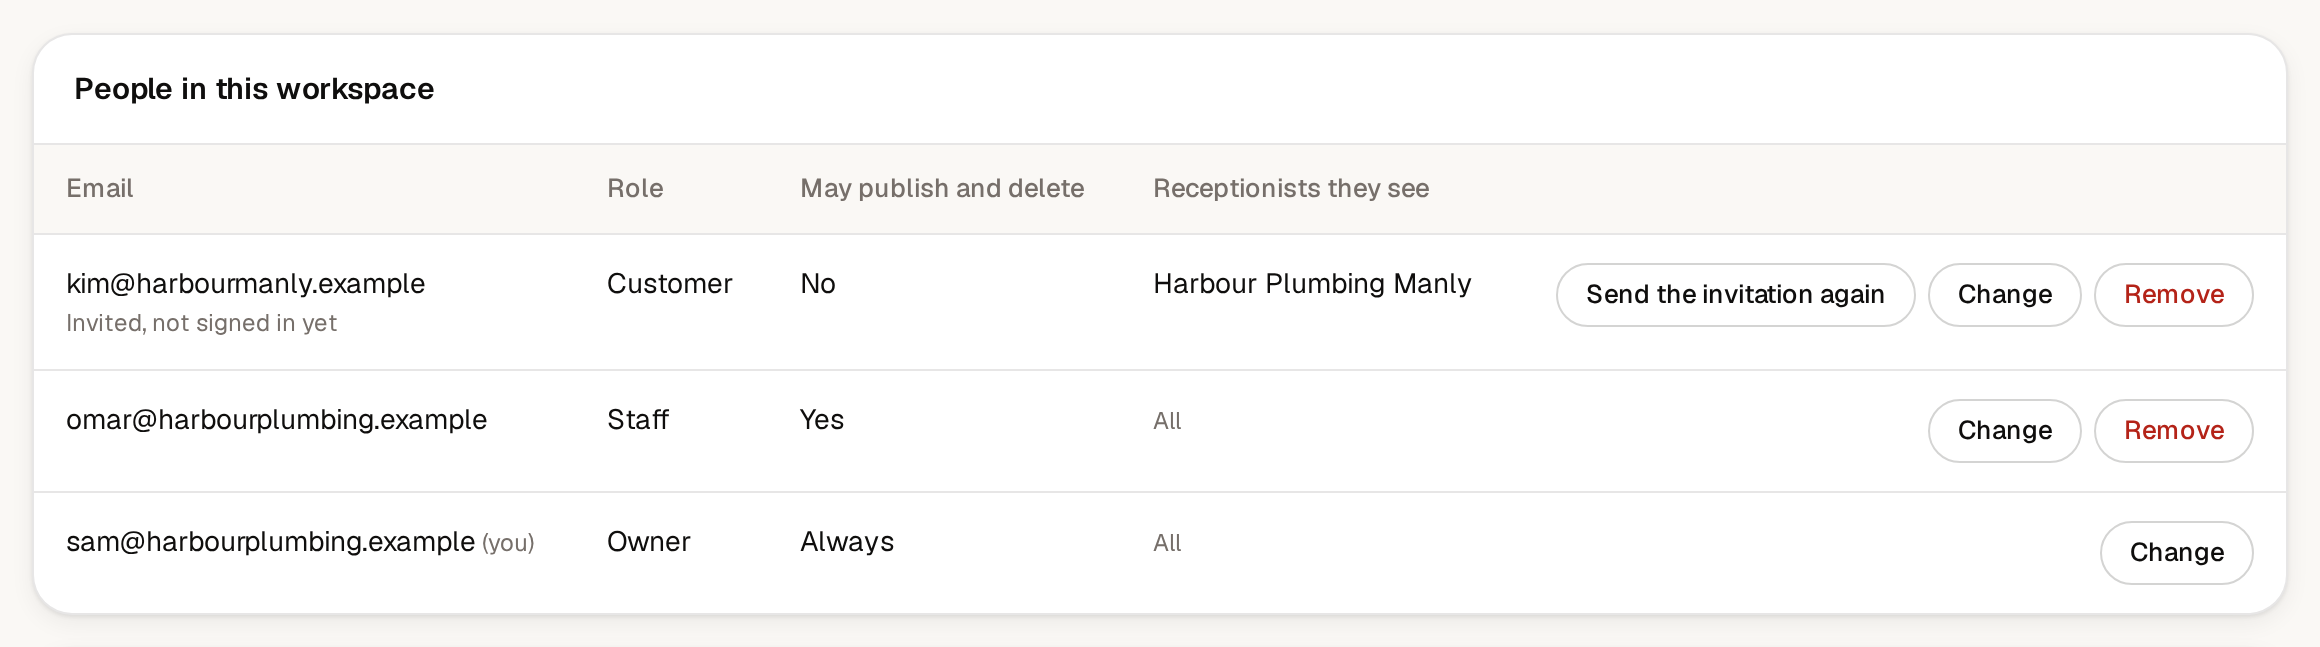 People in this workspace
Email Role May publish and delete Receptionists they see
kim@harbourmanly.example Customer No Harbour Plumbing Manly Send the invitation again Change Remove
Invited, not signed in yet
omar@harbourplumbing.example Staff Yes All Change Remove
sam@harbourplumbing.example (you) Owner Always All Change